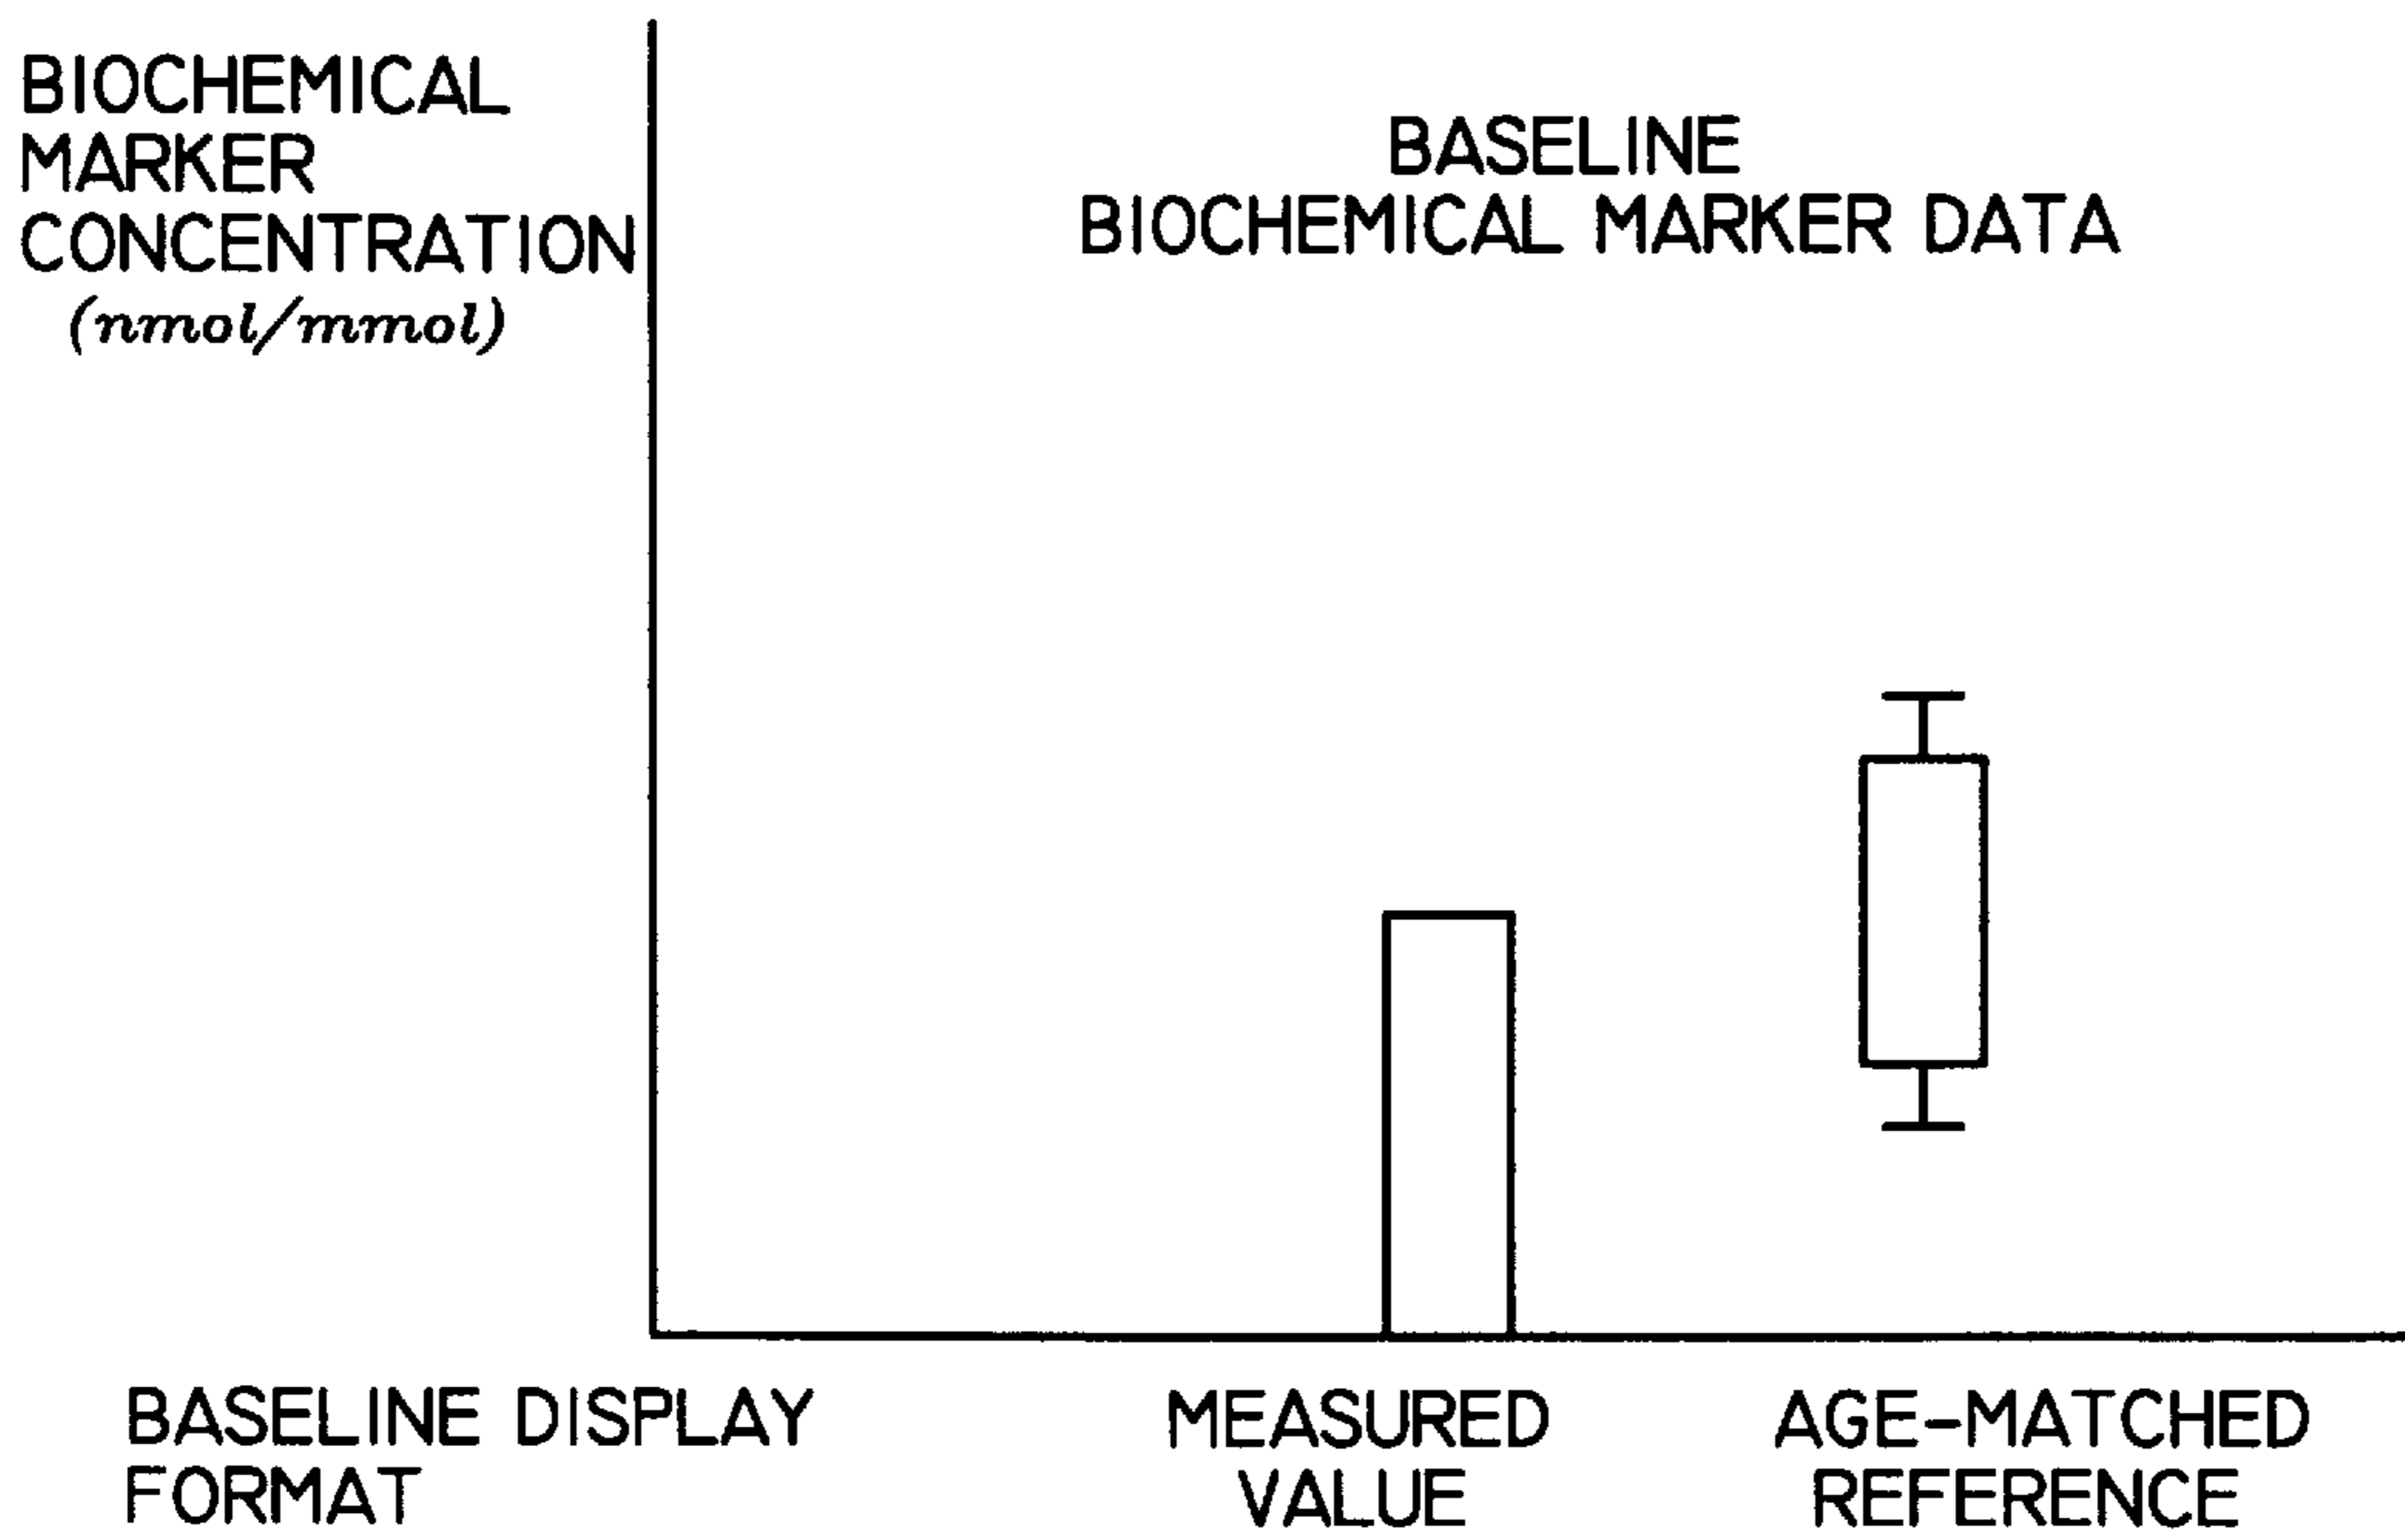 BIOCHEMICAL
MARKER
CONCENTRATION
(nmol/mmol)
BASELINE
BIOCHEMICAL MARKER DATA
BASELINE DISPLAY
FORMAT
MEASURED
VALUE
AGE-MATCHED
REFERENCE